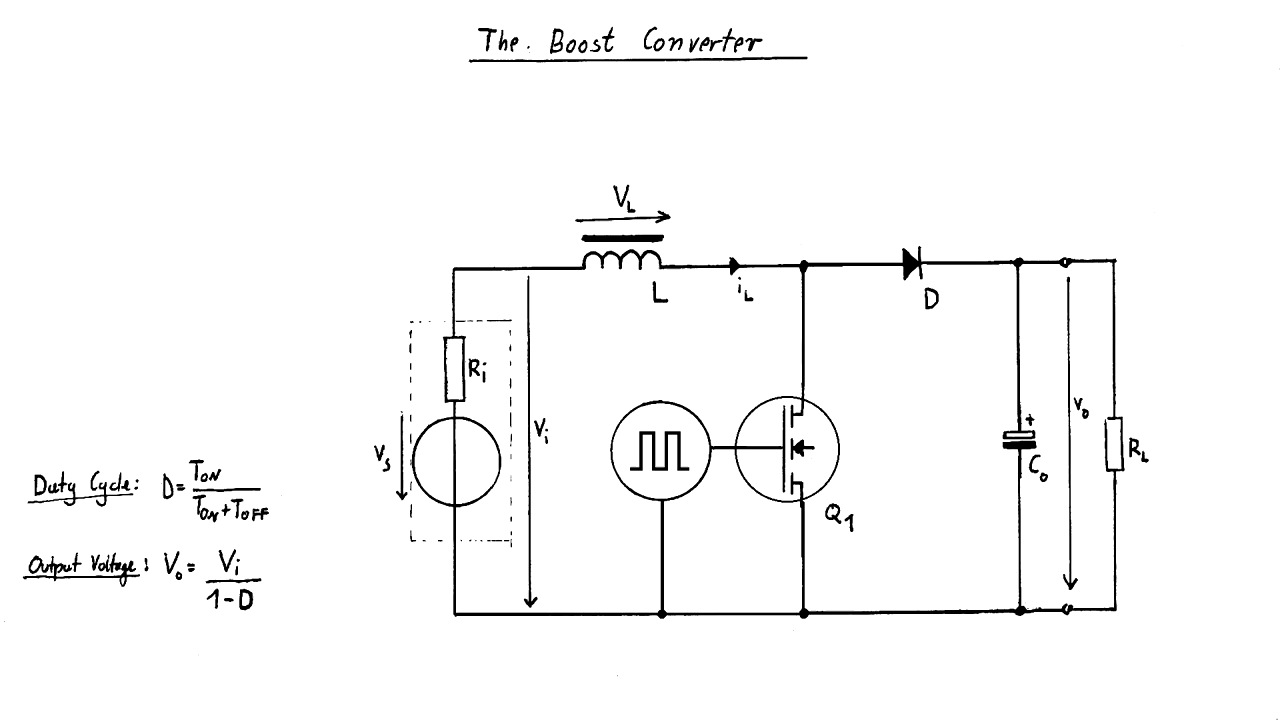 The. Boost Converter
V_L
L
i_L
D
R_i
V_s
V_i
V_o
+
C_o
R_L
Q_1
Duty Cycle: D = T_ON
T_ON + T_OFF
Output Voltage: V_o = V_i
1-D